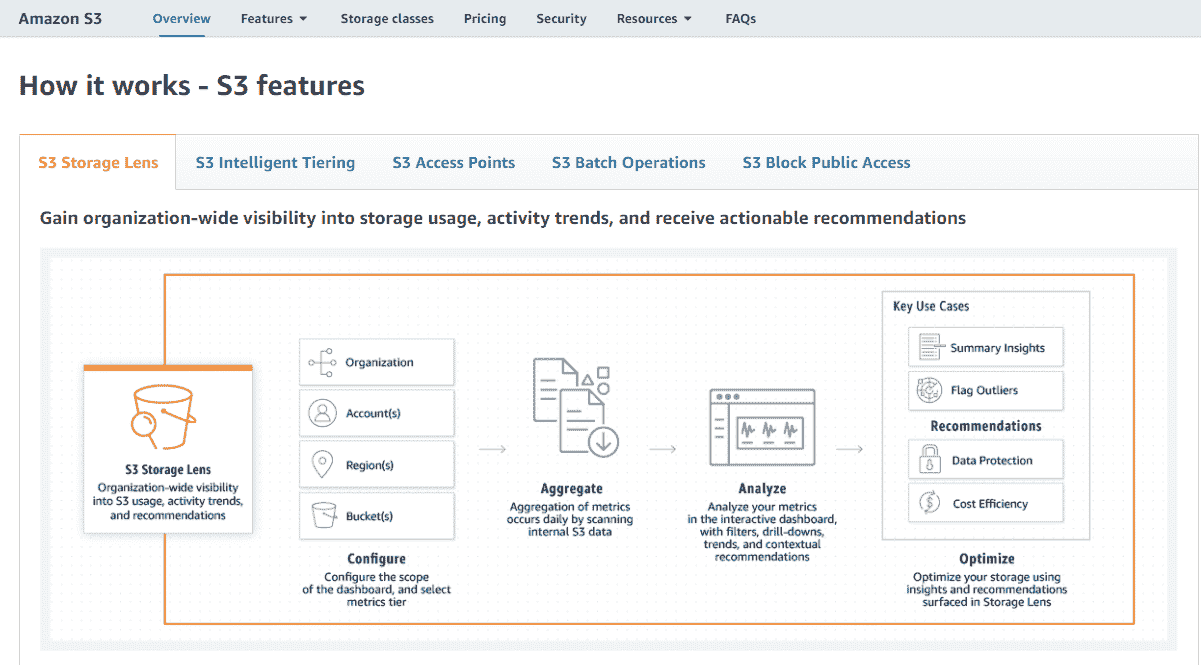 Amazon S3
Overview
Features
Storage classes
Pricing
Security
Resources
FAQs
How it works - S3 features
S3 Storage Lens
S3 Intelligent Tiering
S3 Access Points
S3 Batch Operations
S3 Block Public Access
Gain organization-wide visibility into storage usage, activity trends, and receive actionable recommendations
S3 Storage Lens
Organization-wide visibility
into S3 usage, activity trends,
and recommendations
Organization
Account(s)
Region(s)
Bucket(s)
Configure
Configure the scope
of the dashboard, and select
metrics tier
Aggregate
Aggregation of metrics
occurs daily by scanning
internal S3 data
Analyze
Analyze your metrics
in the interactive dashboard,
with filters, drill-downs,
trends, and contextual
recommendations
Key Use Cases
Summary Insights
Flag Outliers
Recommendations
Data Protection
Cost Efficiency
Optimize
Optimize your storage using
insights and recommendations
surfaced in Storage Lens